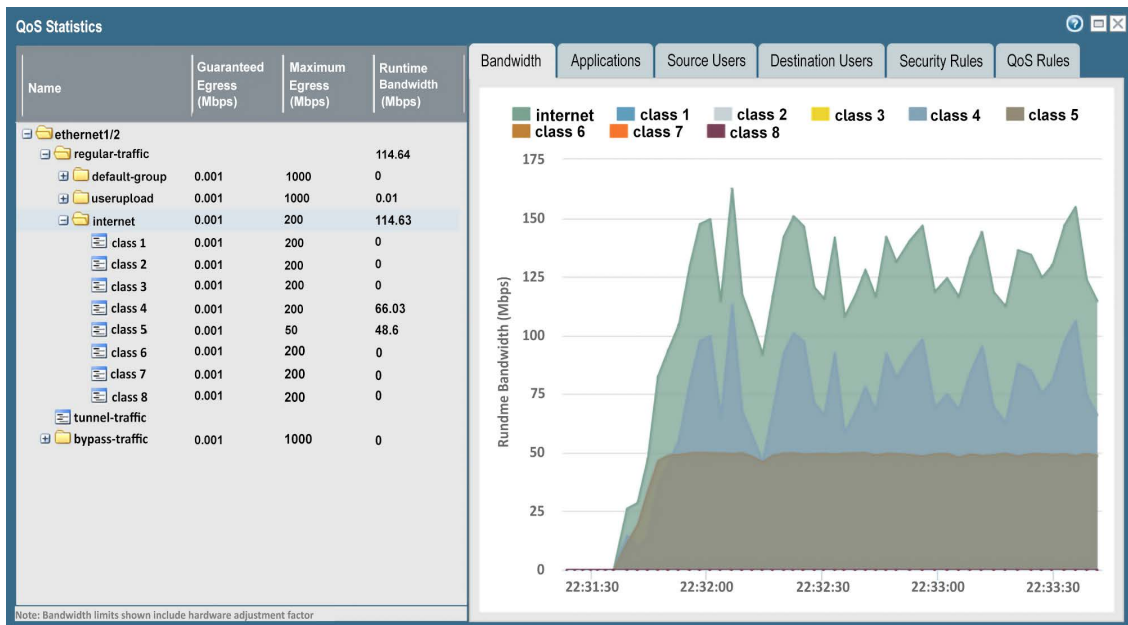 QoS Statistics
Name
Guaranteed Egress (Mbps)
Maximum Egress (Mbps)
Runtime Bandwidth (Mbps)
ethernet1/2
regular-traffic 114.64
default-group 0.001 1000 0
userupload 0.001 1000 0.01
internet 0.001 200 114.63
class 1 0.001 200 0
class 2 0.001 200 0
class 3 0.001 200 0
class 4 0.001 200 66.03
class 5 0.001 50 48.6
class 6 0.001 200 0
class 7 0.001 200 0
class 8 0.001 200 0
tunnel-traffic
bypass-traffic 0.001 1000 0
Note: Bandwidth limits shown include hardware adjustment factor
Bandwidth Applications Source Users Destination Users Security Rules QoS Rules
internet class 1 class 2 class 3 class 4 class 5
class 6 class 7 class 8
Rundme Bandwidth (Mbps)
175
150
125
100
75
50
25
0
22:31:30 22:32:00 22:32:30 22:33:00 22:33:30